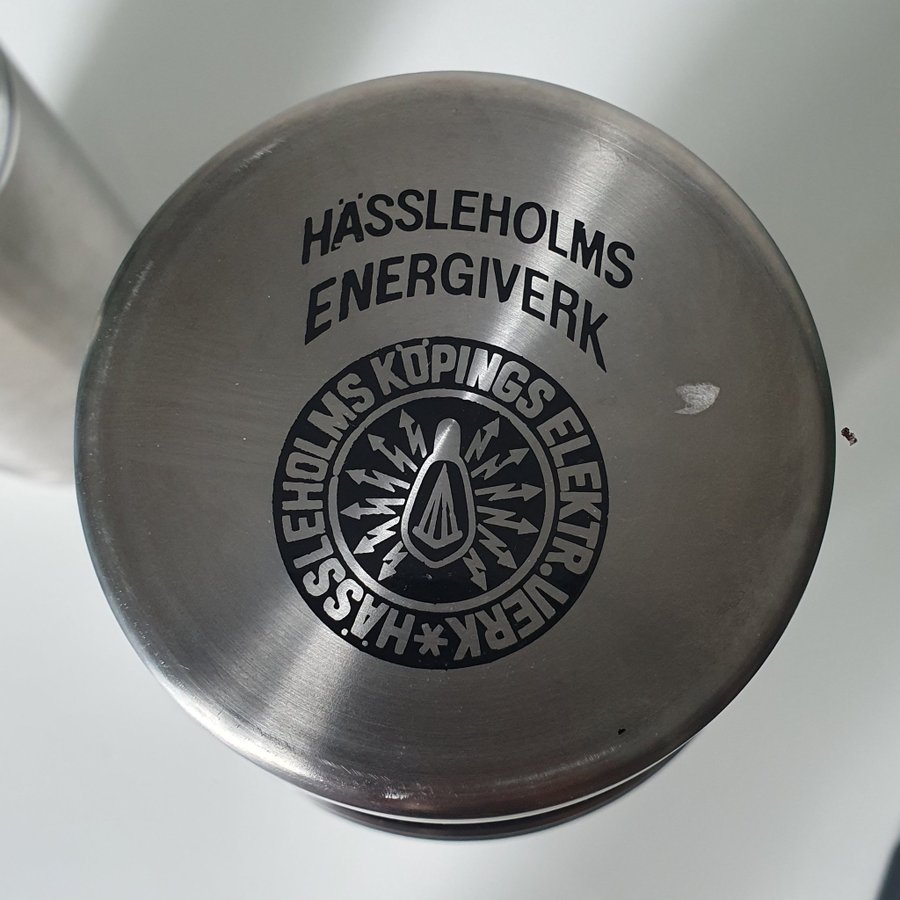 HÄSSLEHOLMS
ENERGIVERK
HÄSSLEHOLMS KÖPINGS ELEKTR. VERK *